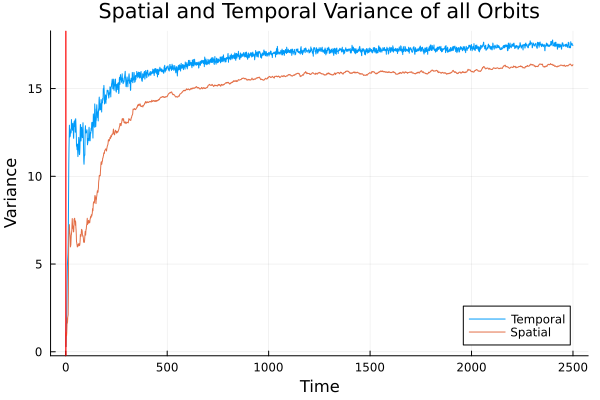 Spatial and Temporal Variance of all Orbits
Variance
15
10
5
0
0 500 1000 1500 2000 2500
Time
Temporal
Spatial